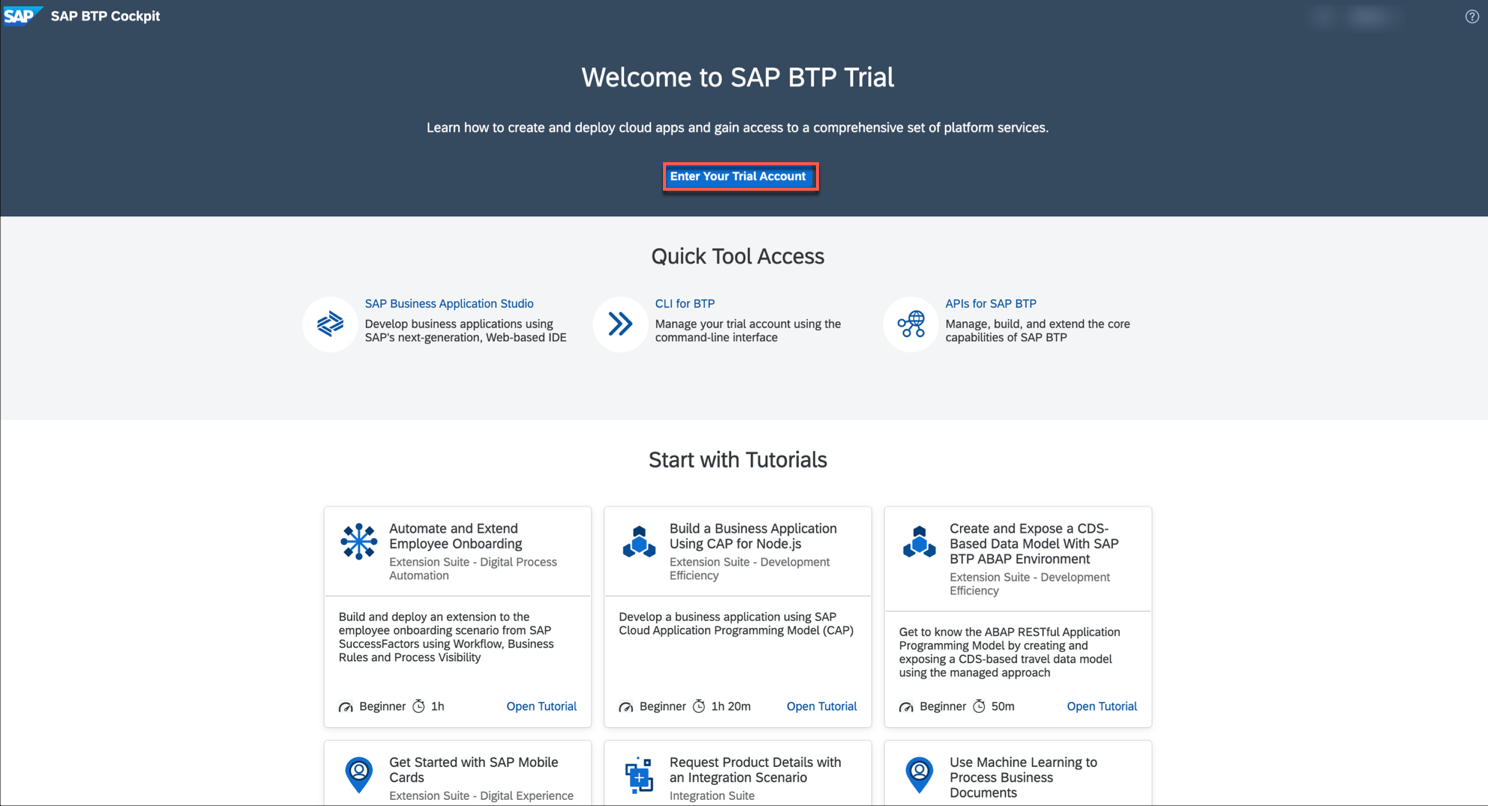 SAP SAP BTP Cockpit
Welcome to SAP BTP Trial
Learn how to create and deploy cloud apps and gain access to a comprehensive set of platform services.
Enter Your Trial Account
Quick Tool Access
SAP Business Application Studio
Develop business applications using
SAP's next-generation, Web-based IDE
CLI for BTP
Manage your trial account using the
command-line interface
APIs for SAP BTP
Manage, build, and extend the core
capabilities of SAP BTP
Start with Tutorials
Automate and Extend
Employee Onboarding
Extension Suite - Digital Process
Automation
Build and deploy an extension to the
employee onboarding scenario from SAP
SuccessFactors using Workflow, Business
Rules and Process Visibility
Beginner 1h Open Tutorial
Build a Business Application
Using CAP for Node.js
Extension Suite - Development
Efficiency
Develop a business application using SAP
Cloud Application Programming Model (CAP)
Beginner 1h 20m Open Tutorial
Create and Expose a CDS-
Based Data Model With SAP
BTP ABAP Environment
Extension Suite - Development
Efficiency
Get to know the ABAP RESTful Application
Programming Model by creating and
exposing a CDS-based travel data model
using the managed approach
Beginner 50m Open Tutorial
Get Started with SAP Mobile
Cards
Extension Suite - Digital Experience
Request Product Details with
an Integration Scenario
Integration Suite
Use Machine Learning to
Process Business
Documents